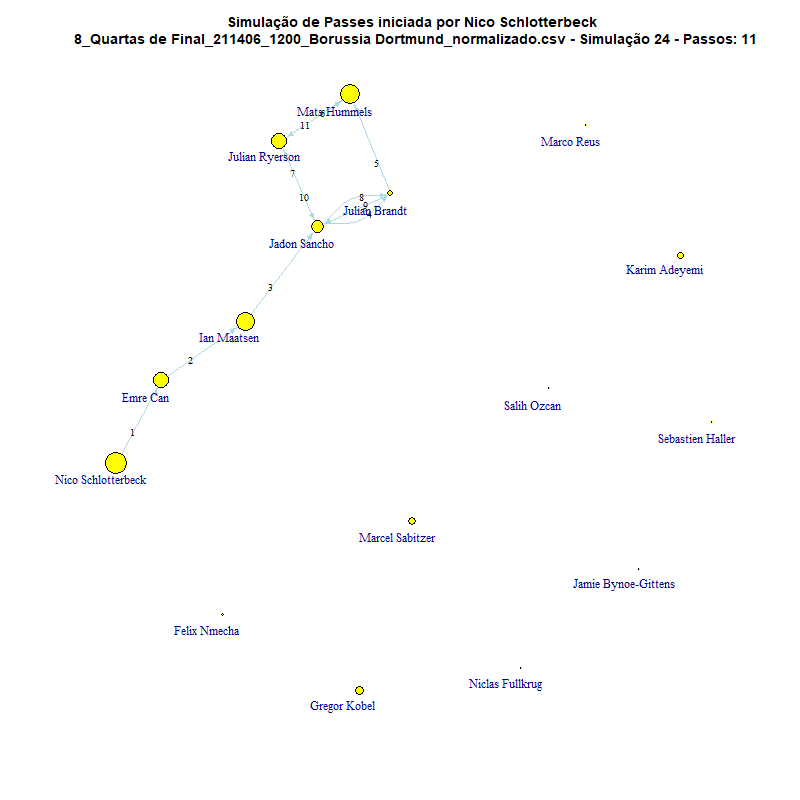 Simulação de Passes iniciada por Nico Schlotterbeck
8_Quartas de Final_211406_1200_Borussia Dortmund_normalizado.csv - Simulação 24 - Passos: 11
Mats Hummels
11
Marco Reus
Julian Ryerson
5
7
10
8
9
Julian Brandt
4
Jadon Sancho
Karim Adeyemi
3
Ian Maatsen
2
Emre Can
Salih Ozcan
1
Sebastien Haller
Nico Schlotterbeck
Marcel Sabitzer
Jamie Bynoe-Gittens
Felix Nmecha
Niclas Fullkrug
Gregor Kobel